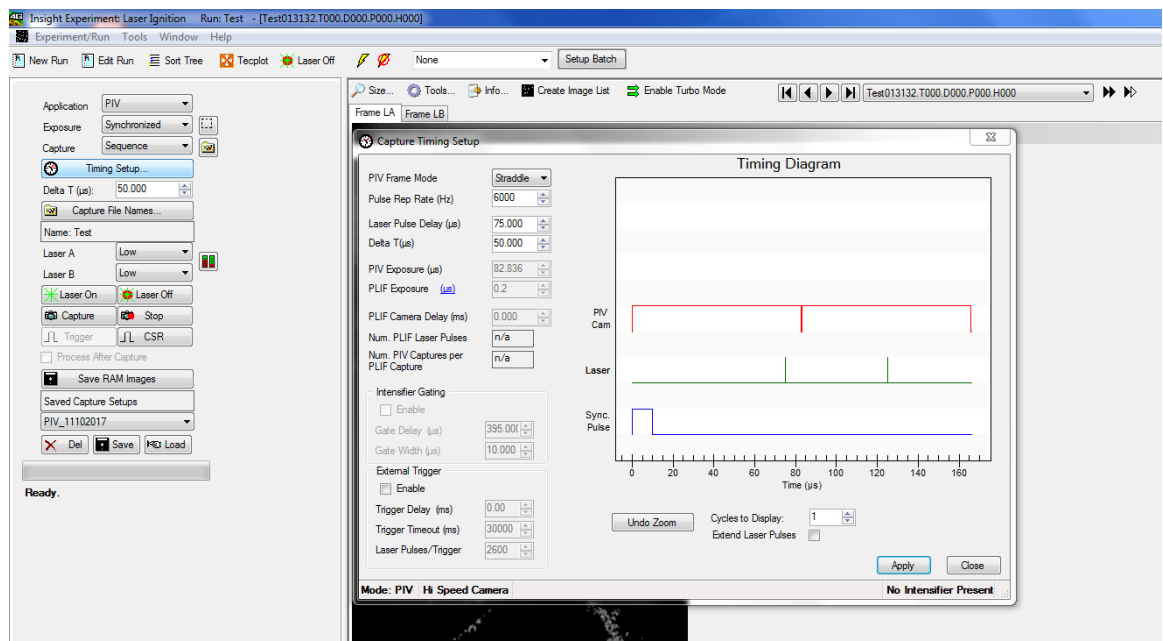 Insight Experiment: Laser Ignition Run: Test - [Test013132.T000.D000.P000.H000]
Experiment/Run Tools Window Help
New Run Edit Run Sort Tree Tecplot Laser Off None Setup Batch
Size... Tools... Info... Create Image List Enable Turbo Mode Test013132.T000.D000.P000.H000
Frame LA Frame LB
Application PIV
Exposure Synchronized
Capture Sequence
Timing Setup...
Delta T (µs): 50.000
Capture File Names...
Name: Test
Laser A Low
Laser B Low
Laser On Laser Off
Capture Stop
Trigger CSR
Process After Capture
Save RAM Images
Saved Capture Setups
PIV_11102017
Del Save Load
Ready.
Capture Timing Setup
PIV Frame Mode Straddle
Pulse Rep Rate (Hz) 6000
Laser Pulse Delay (µs) 75.000
Delta T(µs) 50.000
PIV Exposure (µs) 82.836
PLIF Exposure (µs) 0.2
PLIF Camera Delay (ms) 0.000
Num. PLIF Laser Pulses n/a
Num. PIV Captures per
PLIF Capture n/a
Intensifier Gating
Enable
Gate Delay (µs) 395.00(
Gate Width (µs) 10.000
External Trigger
Enable
Trigger Delay (ms) 0.00
Trigger Timeout (ms) 30000
Laser Pulses/Trigger 2600
Timing Diagram
PIV
Cam
Laser
Sync.
Pulse
0 20 40 60 80 100 120 140 160
Time (µs)
Undo Zoom Cycles to Display: 1
Extend Laser Pulses
Apply Close
Mode: PIV Hi Speed Camera No Intensifier Present